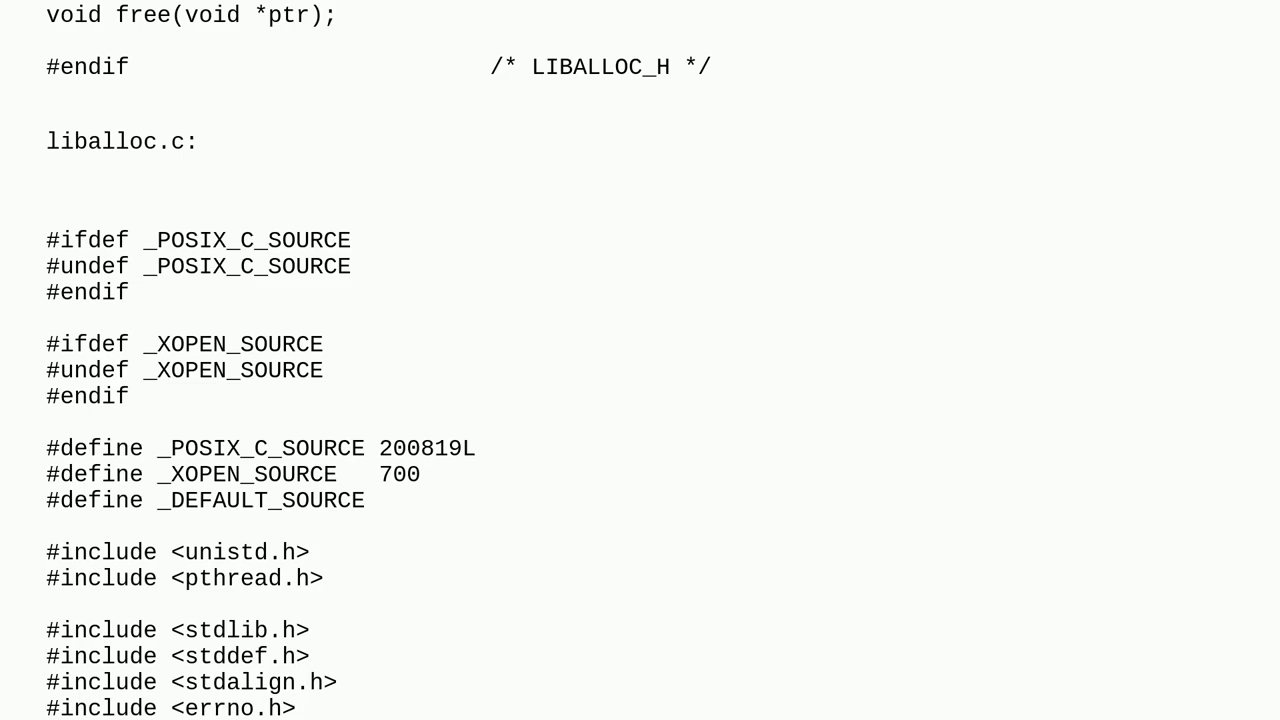 void free(void *ptr);
#endif                          /* LIBALLOC_H */
liballoc.c:
#ifdef _POSIX_C_SOURCE
#undef _POSIX_C_SOURCE
#endif
#ifdef _XOPEN_SOURCE
#undef _XOPEN_SOURCE
#endif
#define _POSIX_C_SOURCE 200819L
#define _XOPEN_SOURCE   700
#define _DEFAULT_SOURCE
#include <unistd.h>
#include <pthread.h>
#include <stdlib.h>
#include <stddef.h>
#include <stdalign.h>
#include <errno.h>